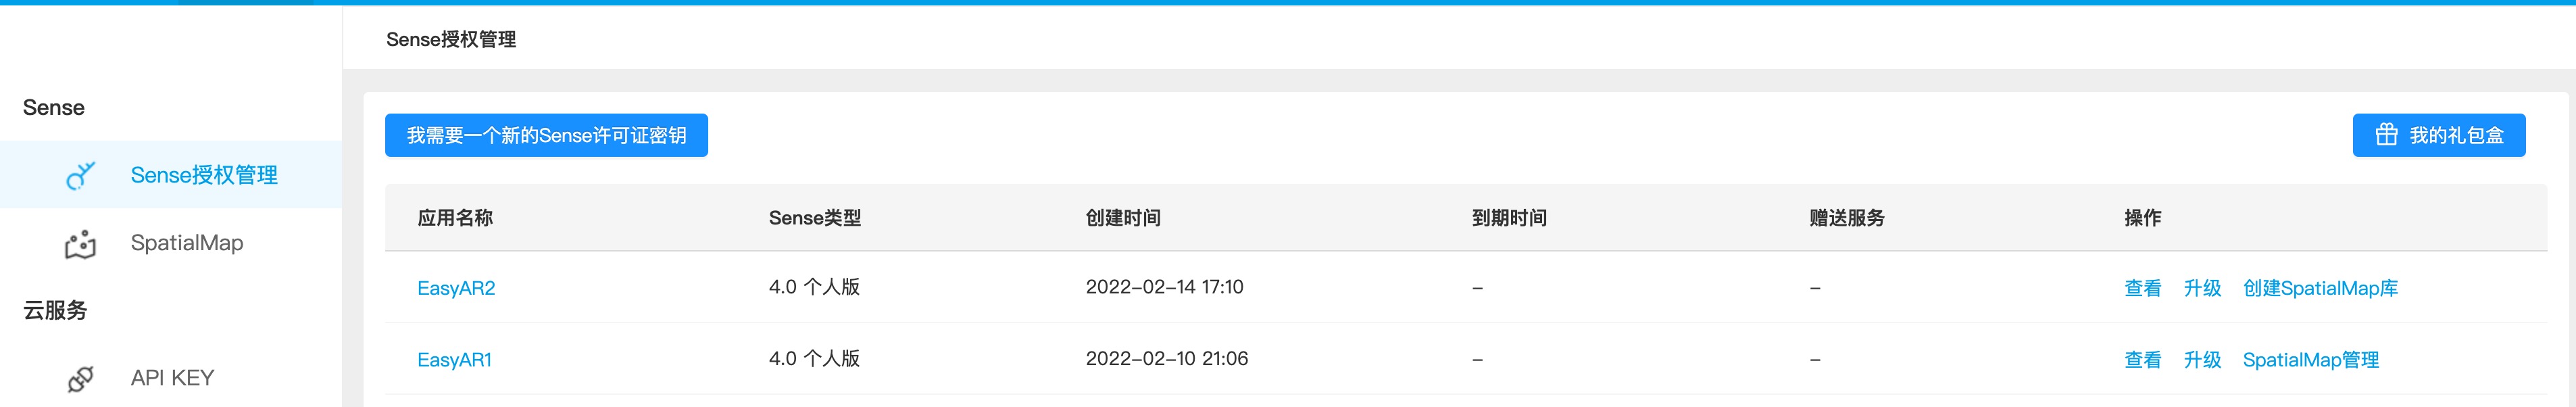 Sense授权管理
Sense
Sense授权管理
SpatialMap
云服务
API KEY
我需要一个新的Sense许可证密钥
我的礼包盒
应用名称 Sense类型 创建时间 到期时间 赠送服务 操作
EasyAR2 4.0 个人版 2022-02-14 17:10 - - 查看 升级 创建SpatialMap库
EasyAR1 4.0 个人版 2022-02-10 21:06 - - 查看 升级 SpatialMap管理